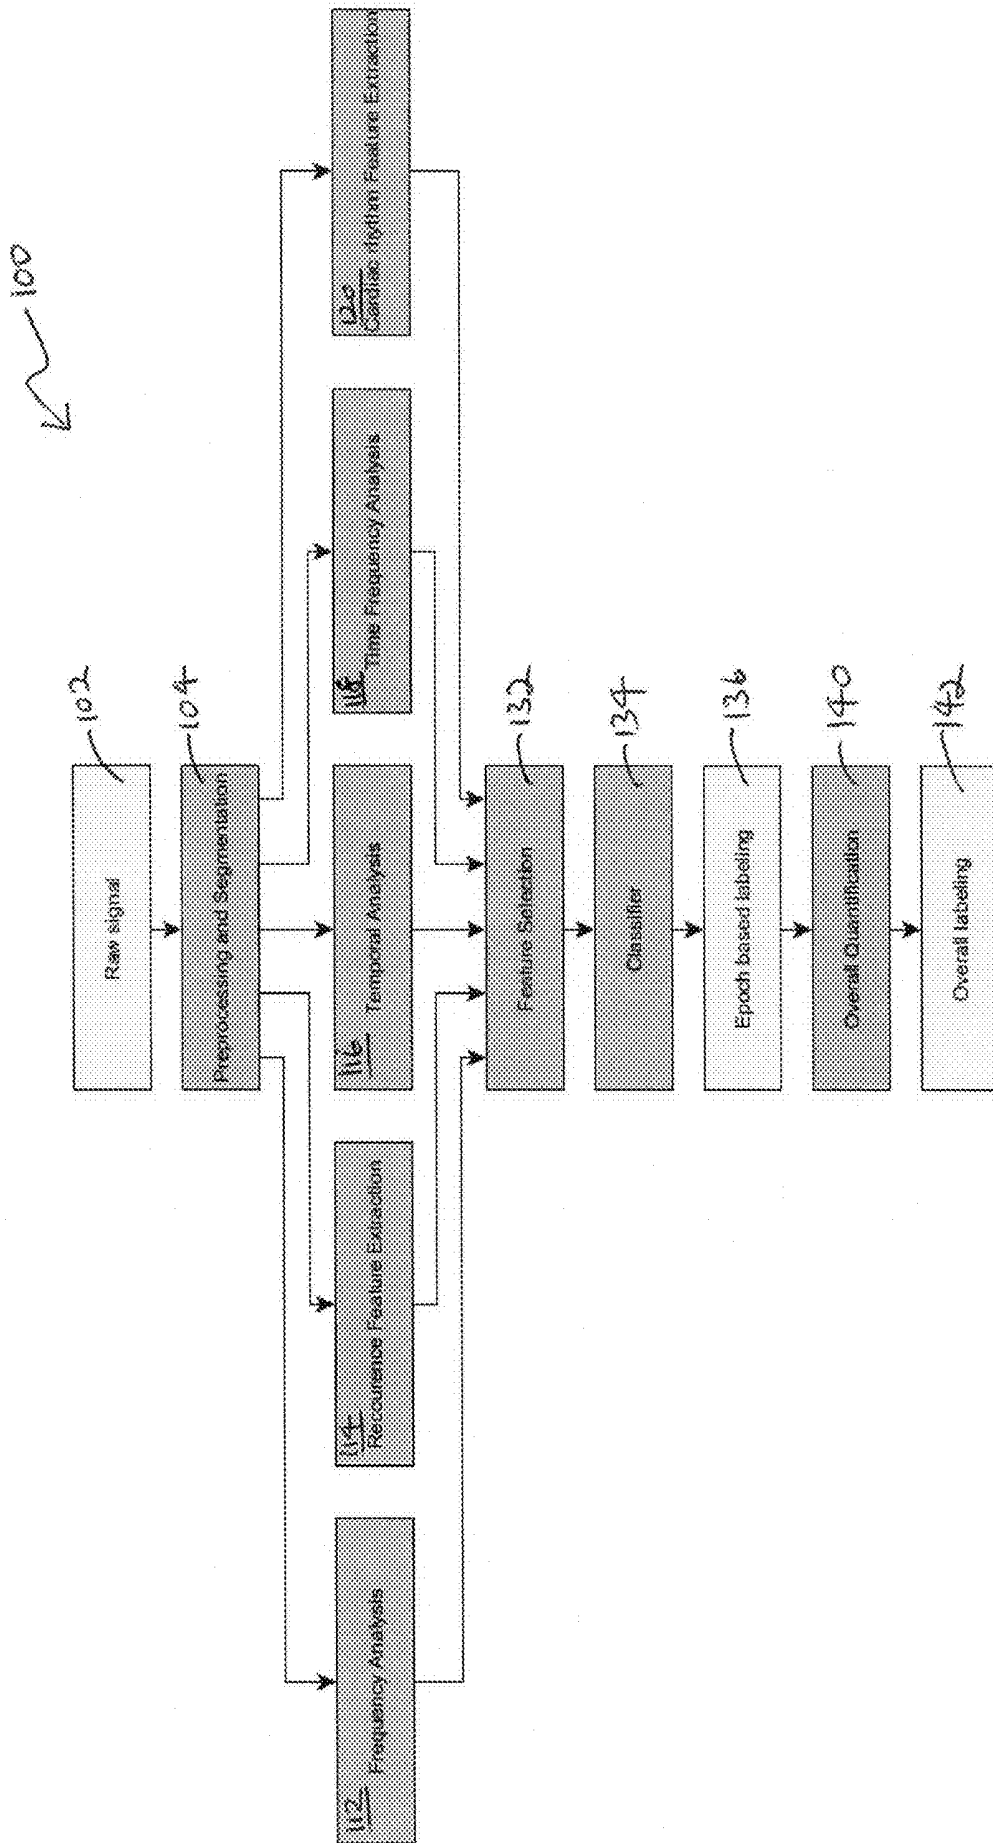 100
Raw signal
102
Preprocessing and Segmentation
104
112
Frequency Analysis
114
Recourence Feature Extraction
116
Temporal Analysis
118
Time Frequency Analysis
120
Cardiac rhythm Feature Extraction
Feature Selection
132
Classifier
134
Epoch based labeling
136
Overall Quantification
140
Overall labeling
142